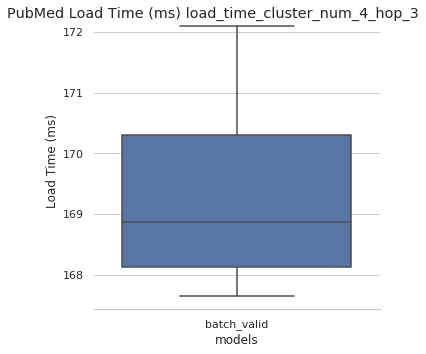 PubMed Load Time (ms) load_time_cluster_num_4_hop_3
172
171
170
169
168
Load Time (ms)
batch_valid
models